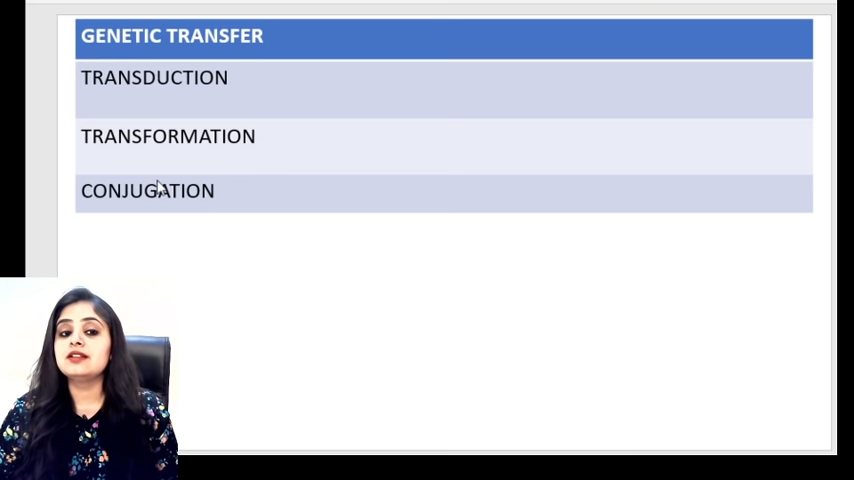 GENETIC TRANSFER
TRANSDUCTION
TRANSFORMATION
CONJUGATION